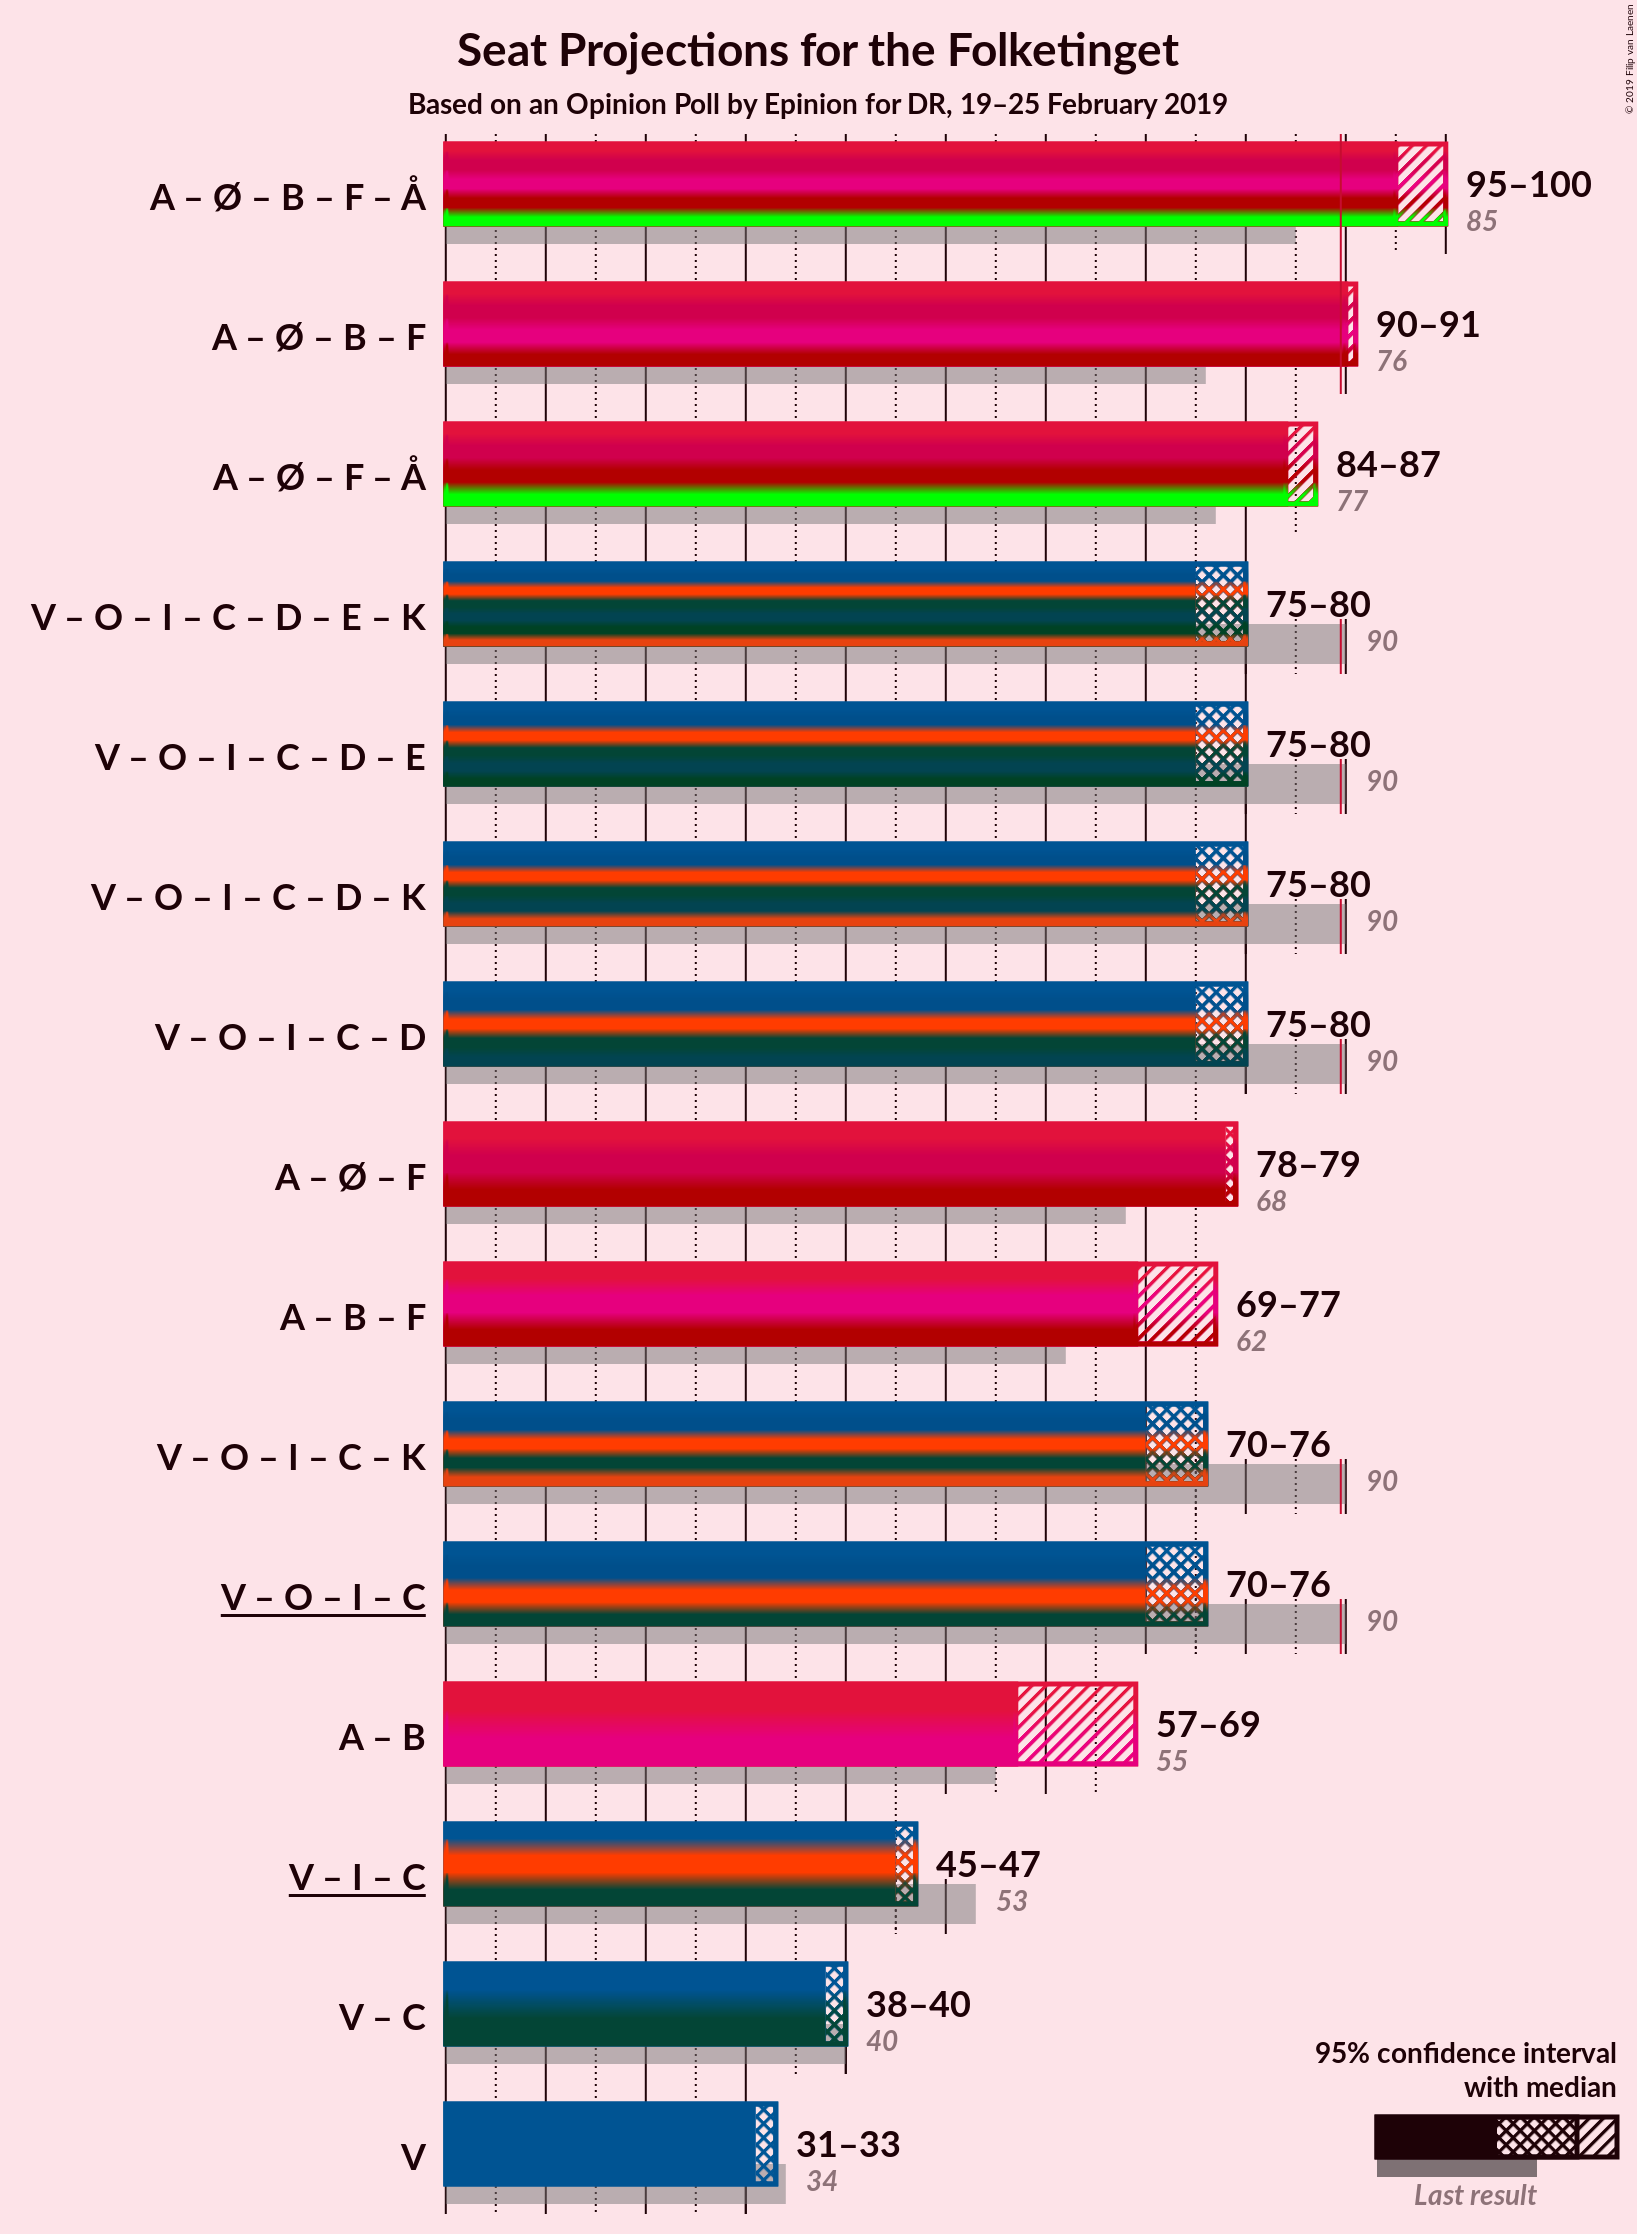 Seat Projections for the Folketinget
Based on an Opinion Poll by Epinion for DR, 19–25 February 2019
© 2019 Filip van Laenen
A – Ø – B – F – Å
95–100
85
A – Ø – B – F
90–91
76
A – Ø – F – Å
84–87
77
V – O – I – C – D – E – K
75–80
90
V – O – I – C – D – E
75–80
90
V – O – I – C – D – K
75–80
90
V – O – I – C – D
75–80
90
A – Ø – F
78–79
68
A – B – F
69–77
62
V – O – I – C – K
70–76
90
V – O – I – C
70–76
90
A – B
57–69
55
V – I – C
45–47
53
V – C
38–40
40
V
31–33
34
95% confidence interval
with median
Last result